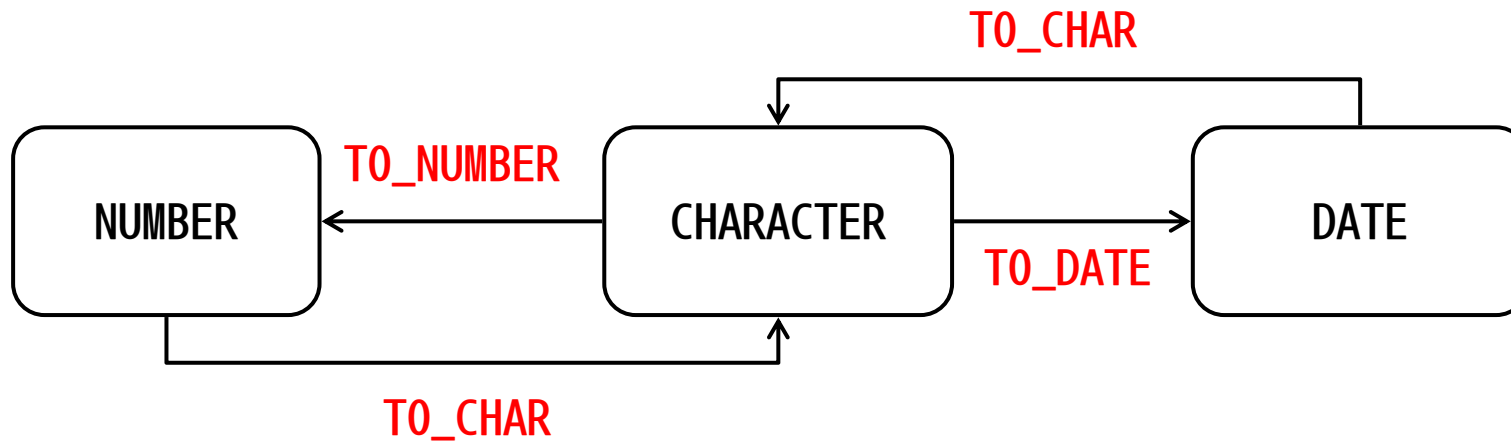 TO_CHAR
TO_NUMBER
NUMBER
CHARACTER
DATE
TO_DATE
TO_CHAR